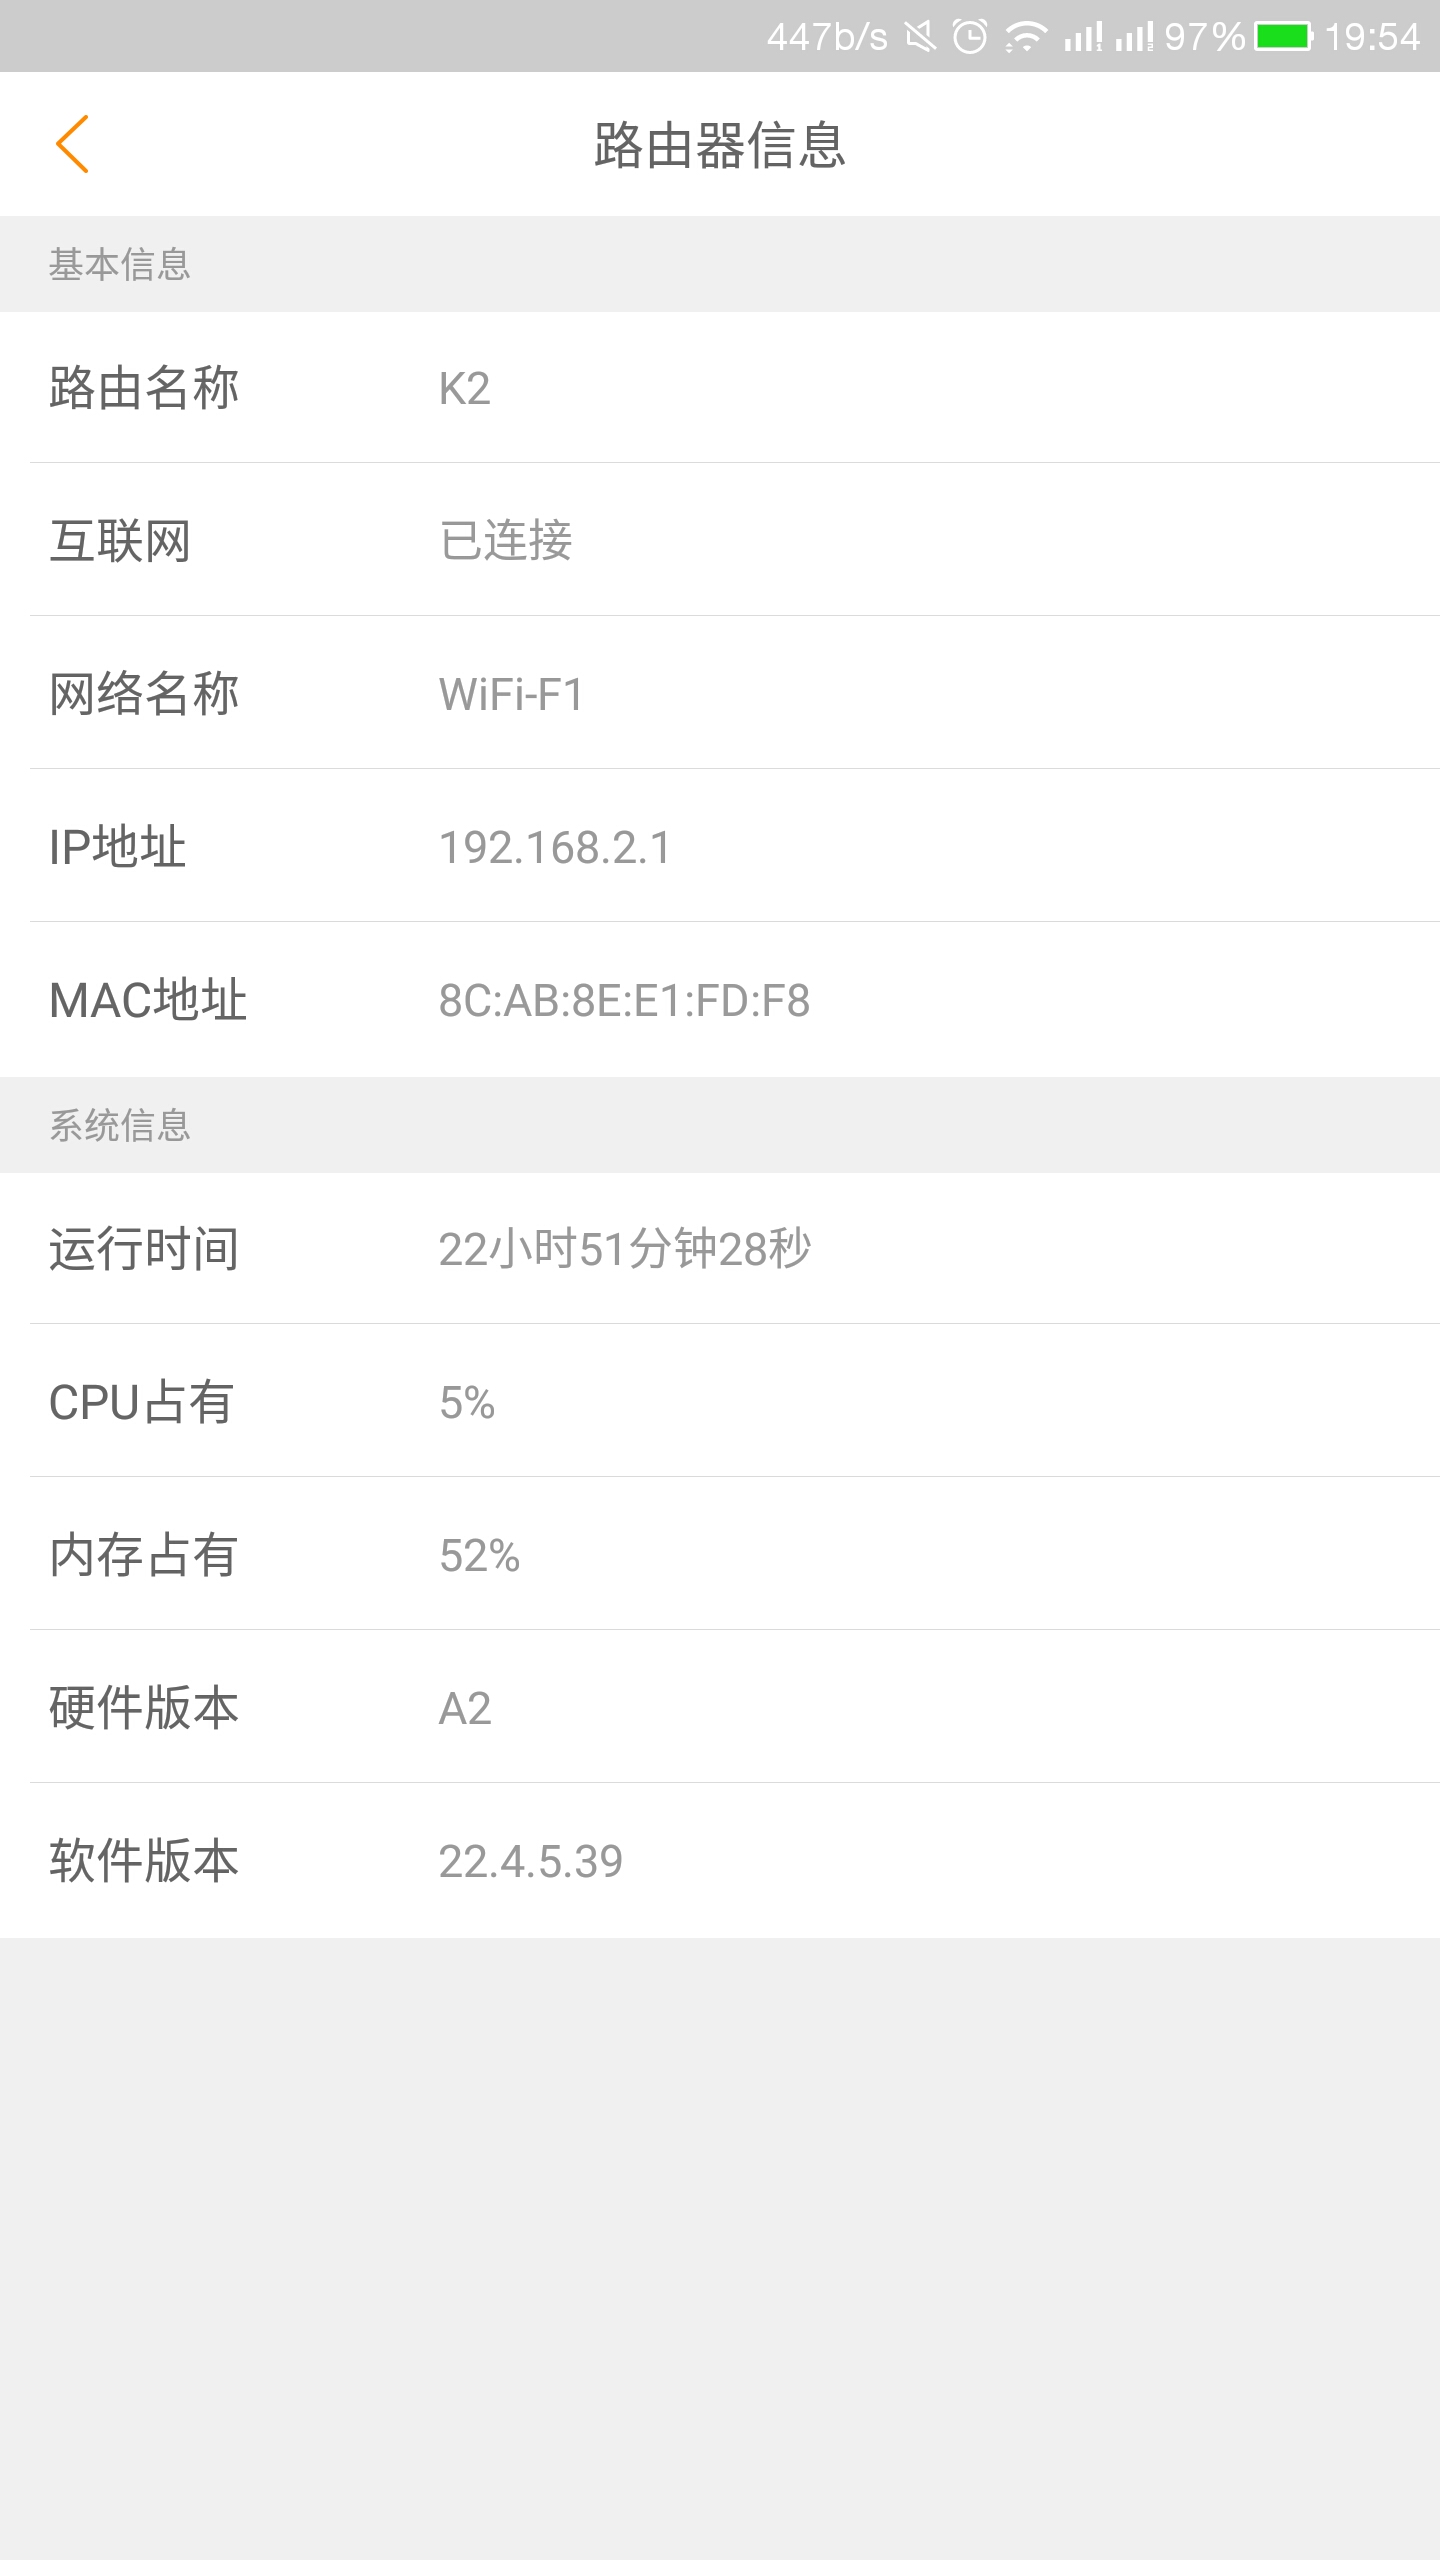 447b/s 97% 19:54
路由器信息
基本信息
路由名称 K2
互联网 已连接
网络名称 WiFi-F1
IP地址 192.168.2.1
MAC地址 8C:AB:8E:E1:FD:F8
系统信息
运行时间 22小时51分钟28秒
CPU占有 5%
内存占有 52%
硬件版本 A2
软件版本 22.4.5.39